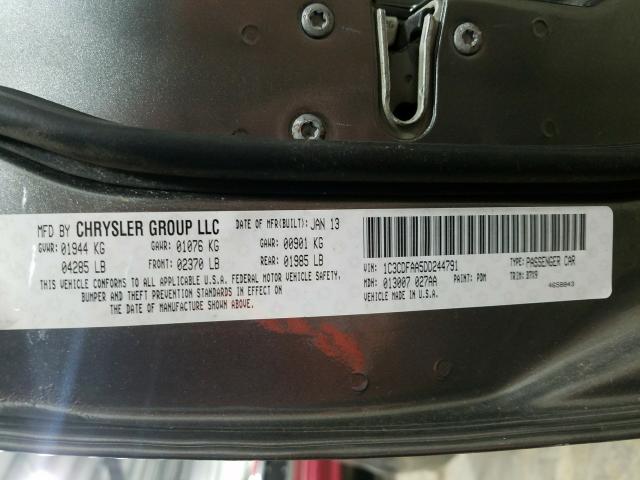 MFD BY CHRYSLER GROUP LLC DATE OF MFR(BUILT): JAN 13
GVWR: 01944 KG GAWR: 01076 KG GAWR: 00901 KG
04285 LB FRONT: 02370 LB REAR: 01985 LB
THIS VEHICLE CONFORMS TO ALL APPLICABLE U.S.A. FEDERAL MOTOR VEHICLE SAFETY,
BUMPER AND THEFT PREVENTION STANDARDS IN EFFECT ON
THE DATE OF MANUFACTURE SHOWN ABOVE.
VIN: 1C3CDFAA5DD244791 TYPE: PASSENGER CAR
MDH: 013007 027AA PAINT: PDM TRIM: B7X9
VEHICLE MADE IN U.S.A. 4658843